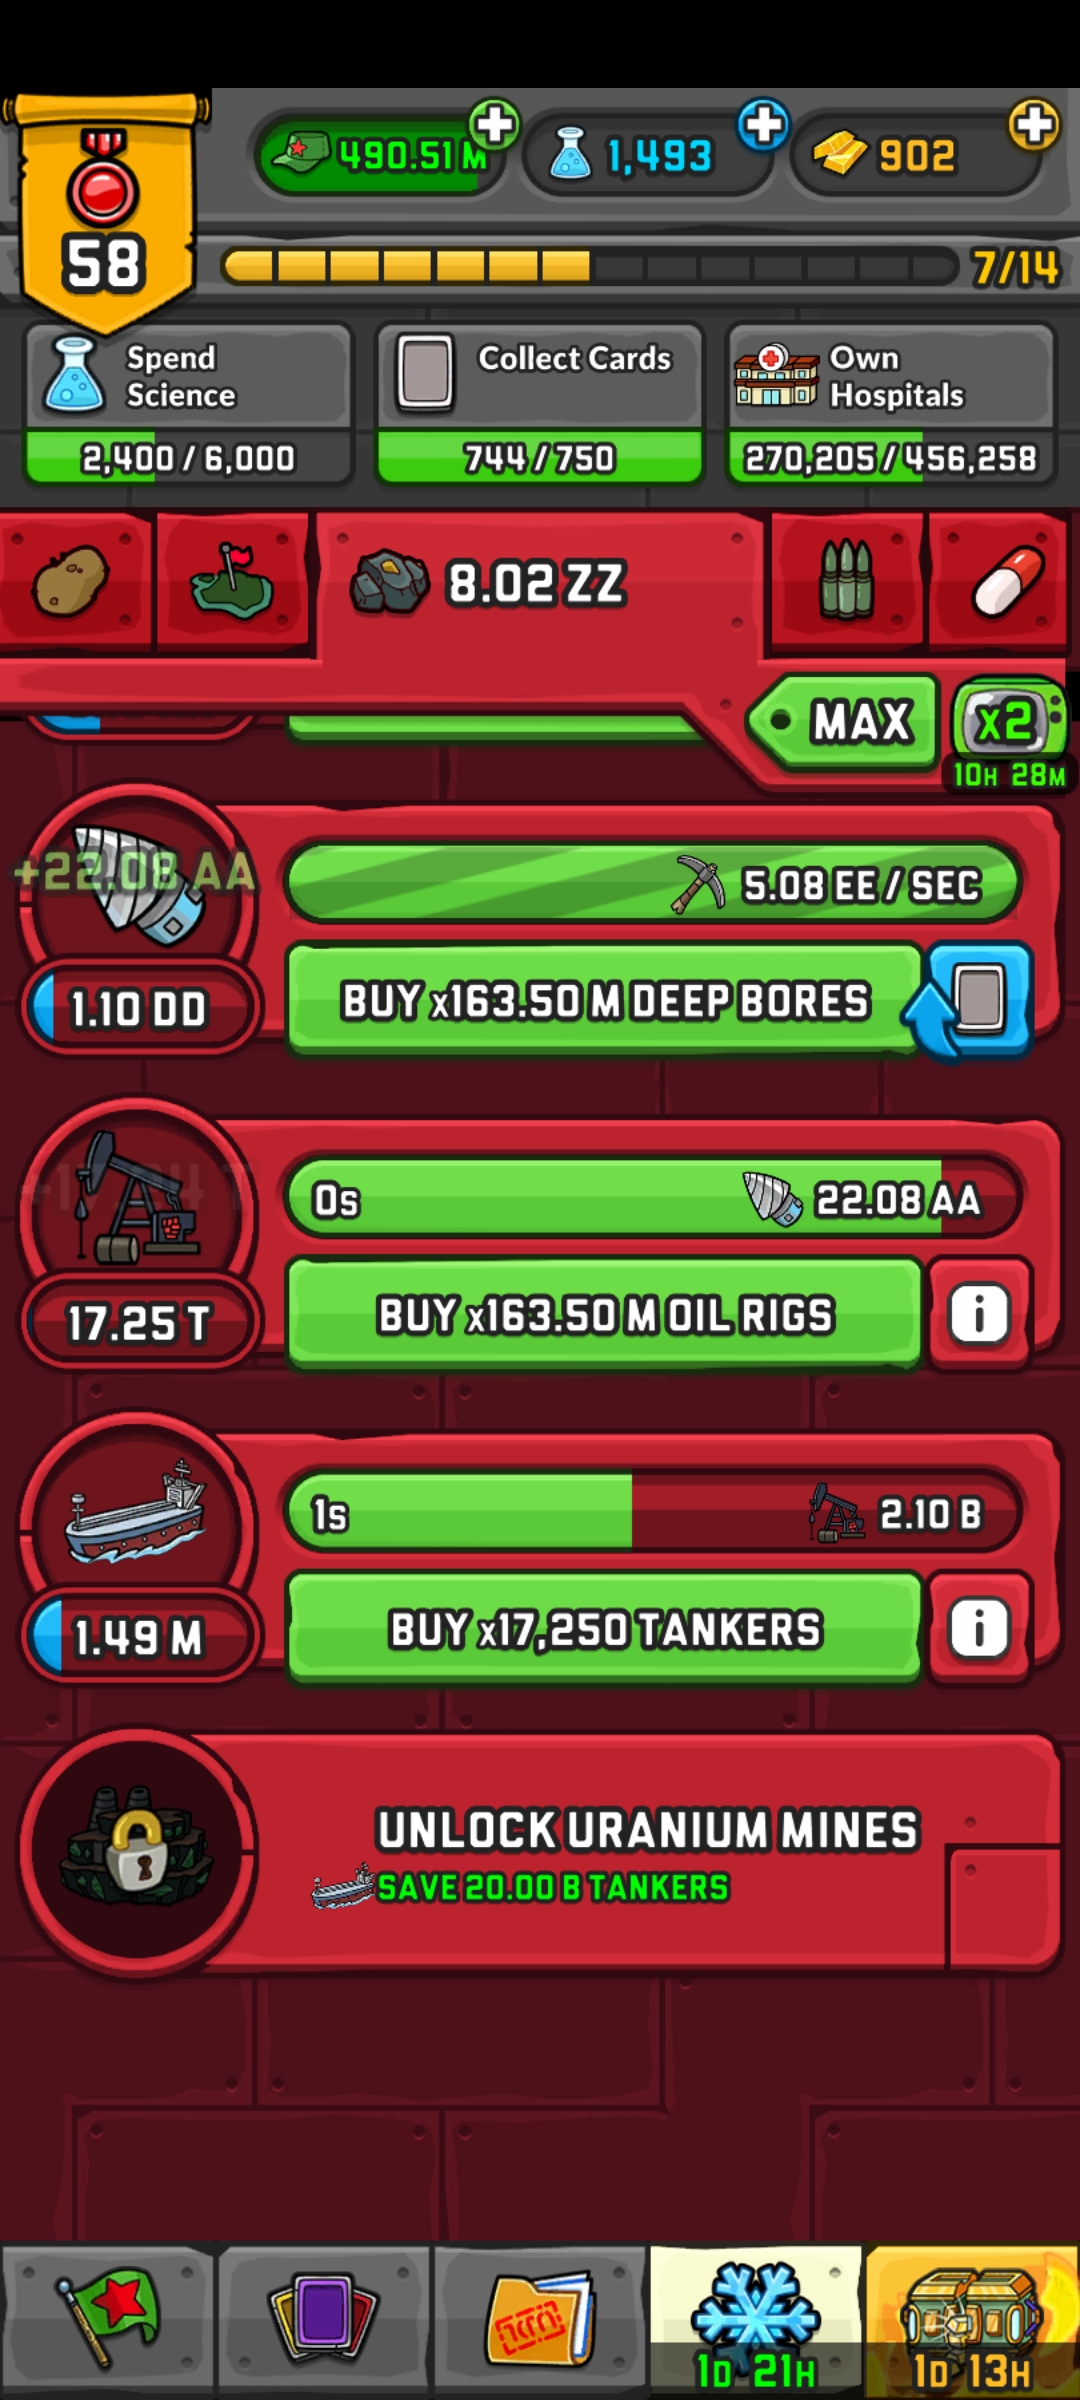 490.51 M
1,493
902
58
7/14
Spend
Science
2,400 / 6,000
Collect Cards
744 / 750
Own
Hospitals
270,205 / 456,258
8.02 ZZ
MAX
x2
10H 28M
+22.08 AA
5.08 EE / SEC
1.10 DD
BUY x163.50 M DEEP BORES
0s
22.08 AA
17.25 T
BUY x163.50 M OIL RIGS
1s
2.10 B
1.49 M
BUY x17,250 TANKERS
UNLOCK URANIUM MINES
SAVE 20.00 B TANKERS
1D 21H
1D 13H